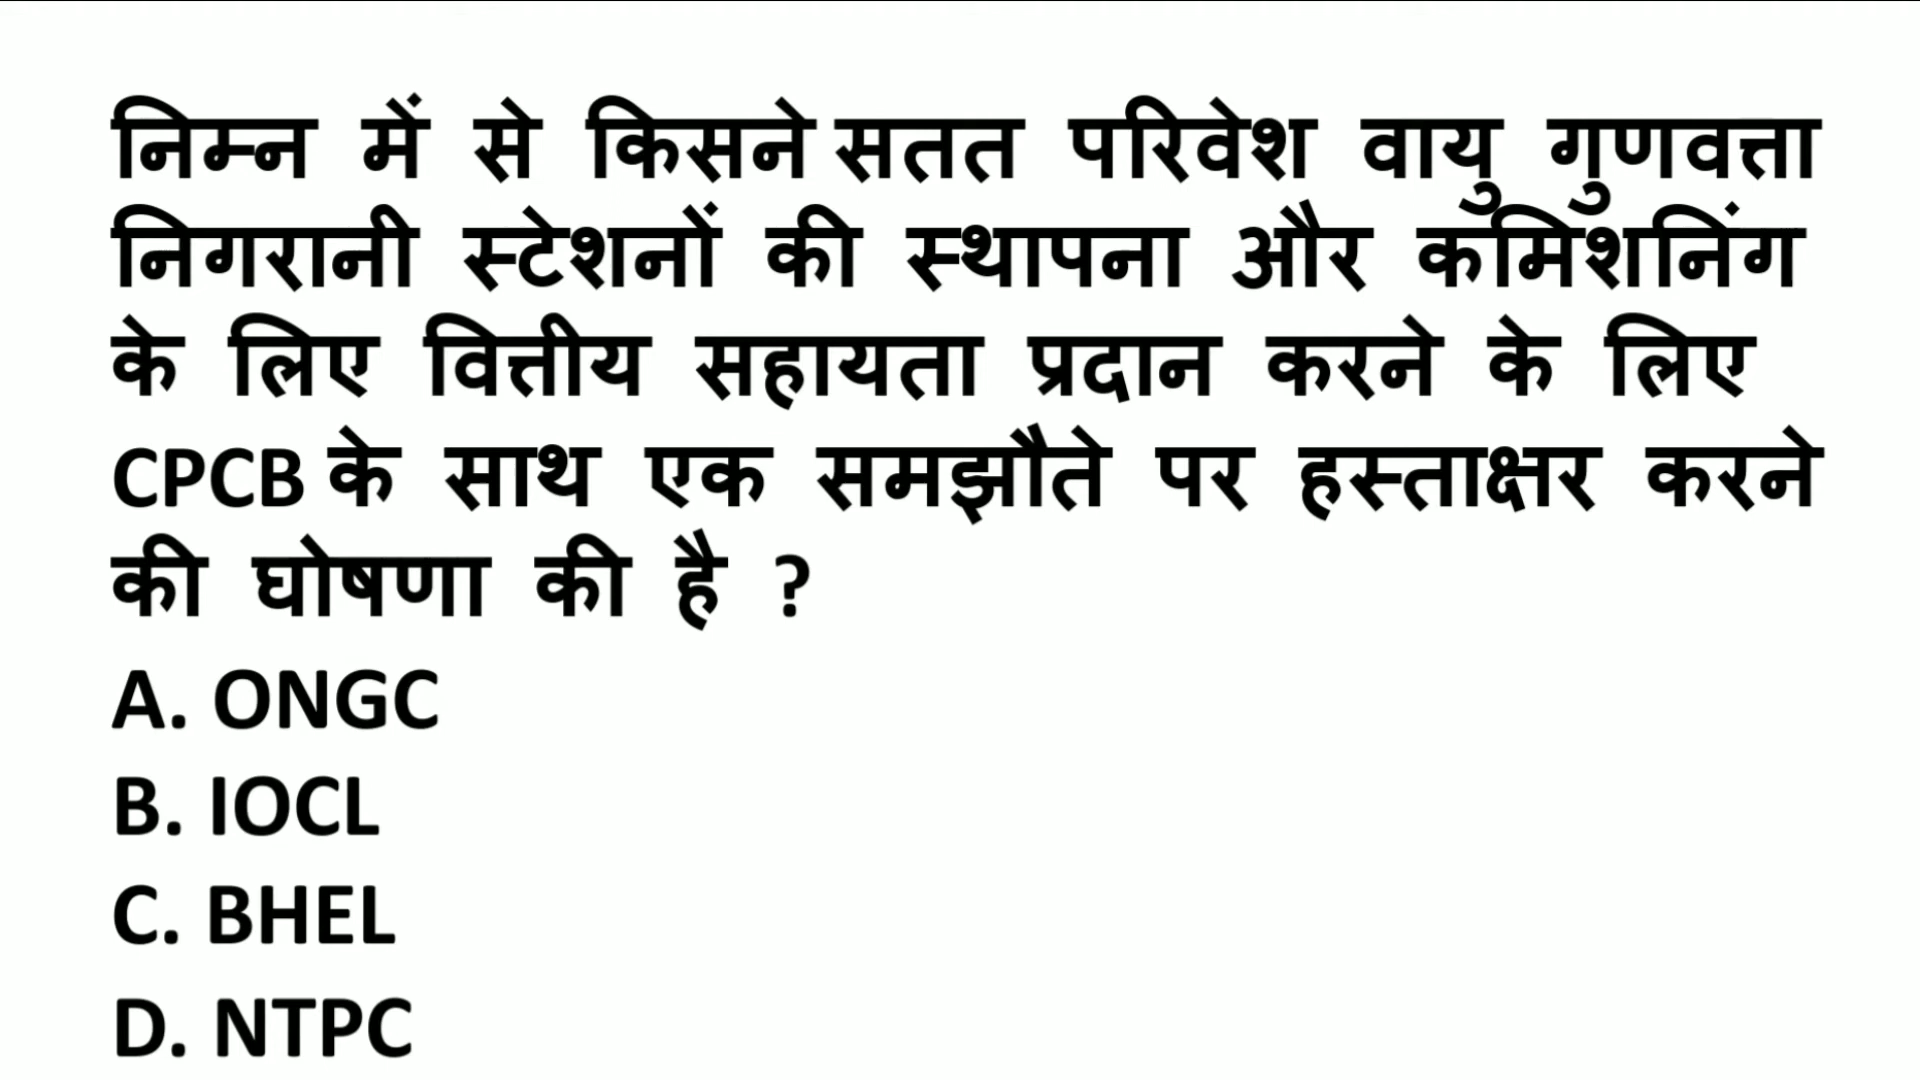 निम्न में से किसने सतत परिवेश वायु गुणवत्ता
निगरानी स्टेशनों की स्थापना और कमिशनिंग
के लिए वित्तीय सहायता प्रदान करने के लिए
CPCB के साथ एक समझौते पर हस्ताक्षर करने
की घोषणा की है ?
A. ONGC
B. IOCL
C. BHEL
D. NTPC